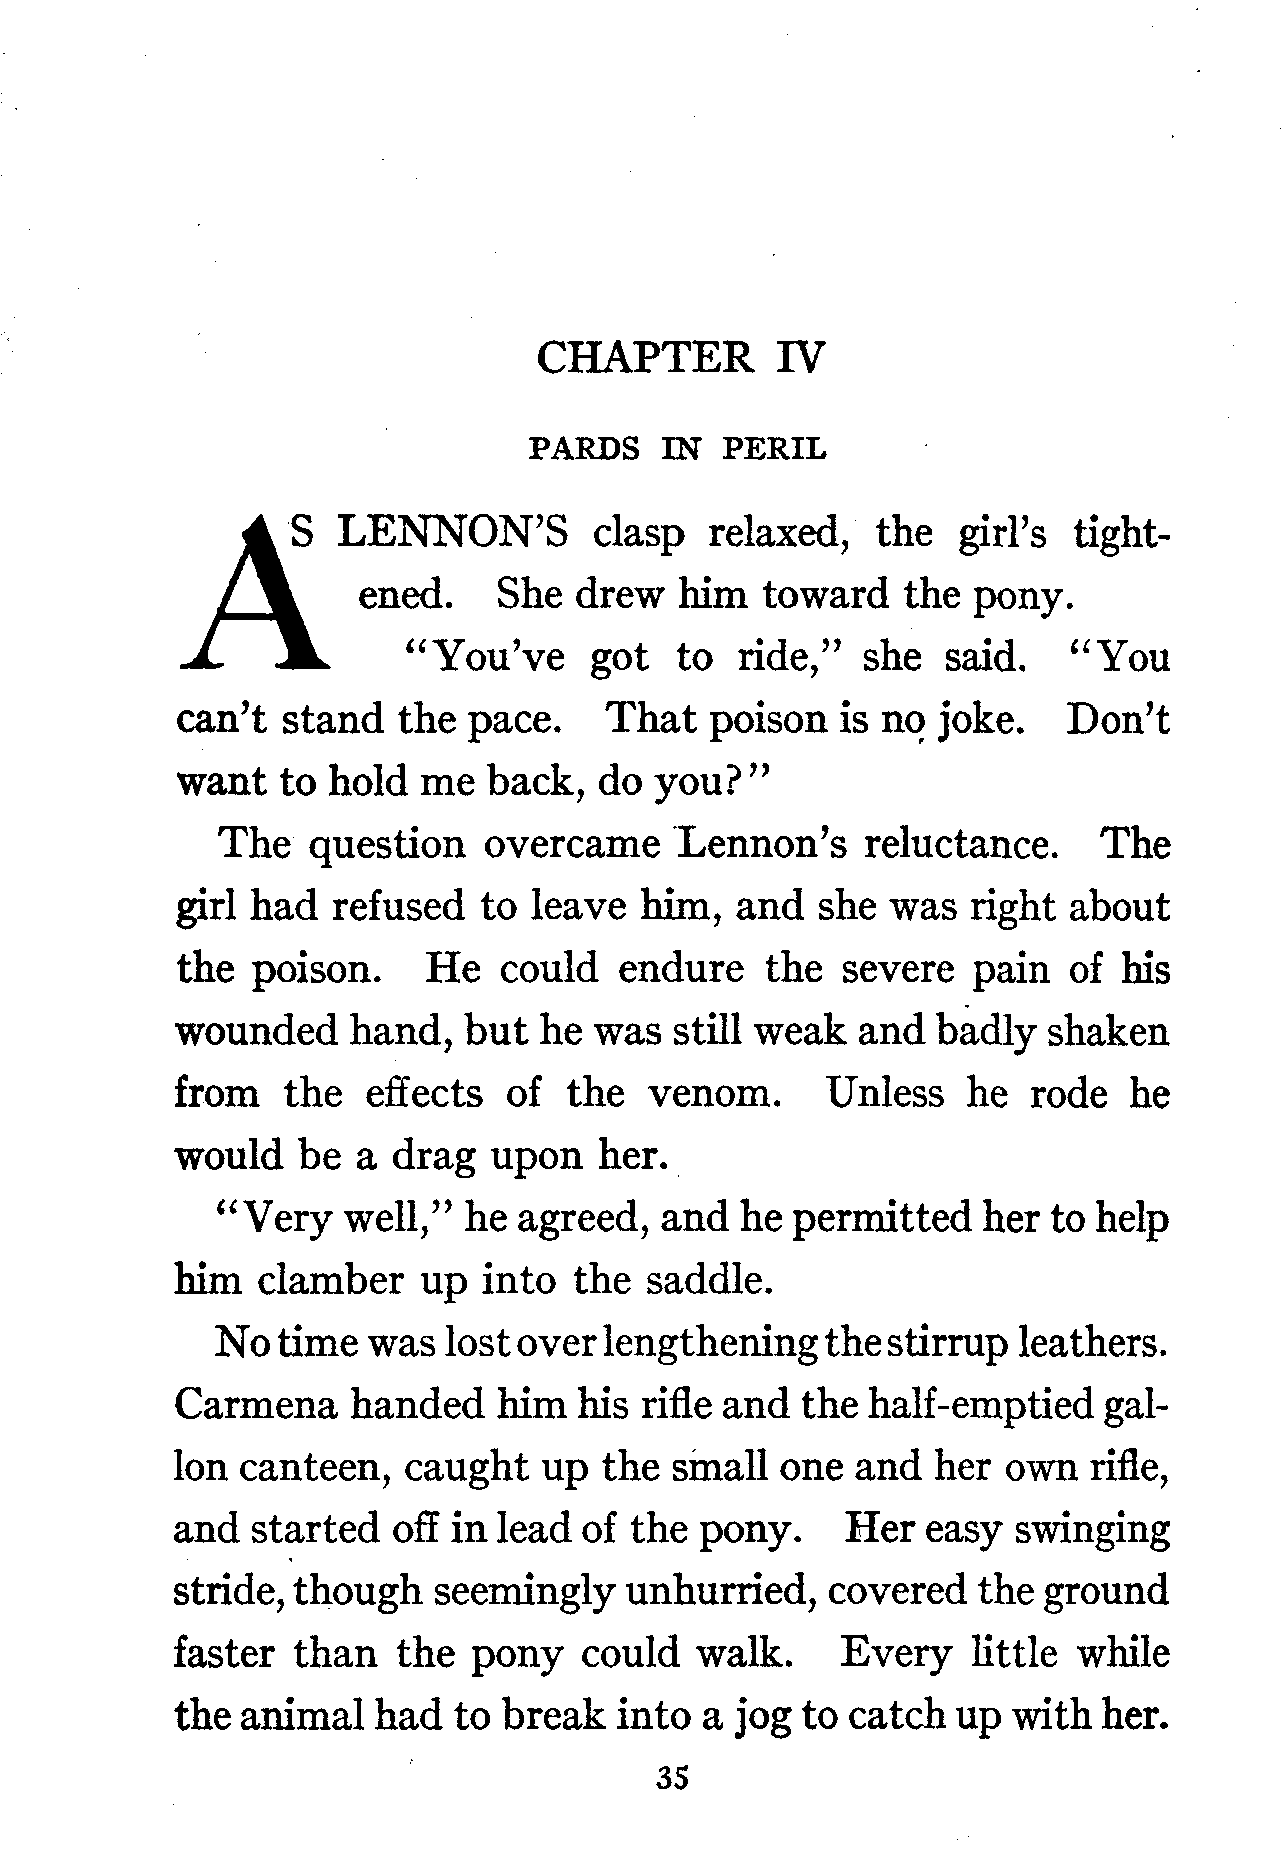 CHAPTER IV
PARDS IN PERIL
AS LENNON'S clasp relaxed, the girl's tight-
ened. She drew him toward the pony.
“You've got to ride,” she said. “You
can't stand the pace. That poison is no joke. Don't
want to hold me back, do you?”
The question overcame Lennon's reluctance. The
girl had refused to leave him, and she was right about
the poison. He could endure the severe pain of his
wounded hand, but he was still weak and badly shaken
from the effects of the venom. Unless he rode he
would be a drag upon her.
“Very well,” he agreed, and he permitted her to help
him clamber up into the saddle.
No time was lost over lengthening the stirrup leathers.
Carmena handed him his rifle and the half-emptied gal-
lon canteen, caught up the small one and her own rifle,
and started off in lead of the pony. Her easy swinging
stride, though seemingly unhurried, covered the ground
faster than the pony could walk. Every little while
the animal had to break into a jog to catch up with her.
35